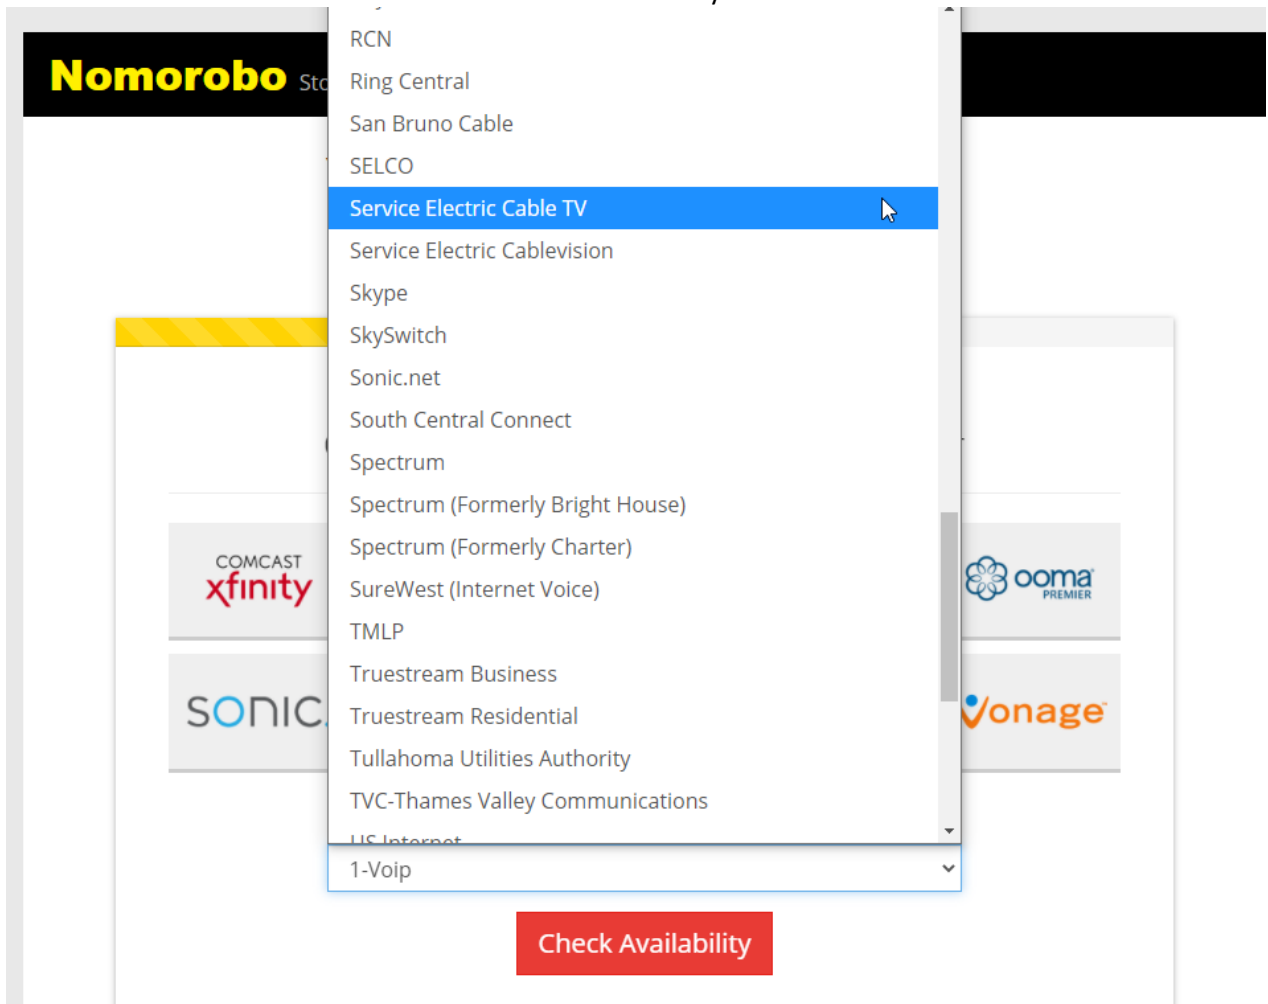 RCN
Nomorobo
Ring Central
San Bruno Cable
SELCO
Service Electric Cable TV
Service Electric Cablevision
Skype
SkySwitch
Sonic.net
South Central Connect
Spectrum
Spectrum (Formerly Bright House)
Spectrum (Formerly Charter)
COMCAST
xfinity
ooma
PREMIER
SureWest (Internet Voice)
TMLP
Truestream Business
SONIC.
Truestream Residential
vonage
Tullahoma Utilities Authority
TVC-Thames Valley Communications
US Internet
1-Voip
Check Availability